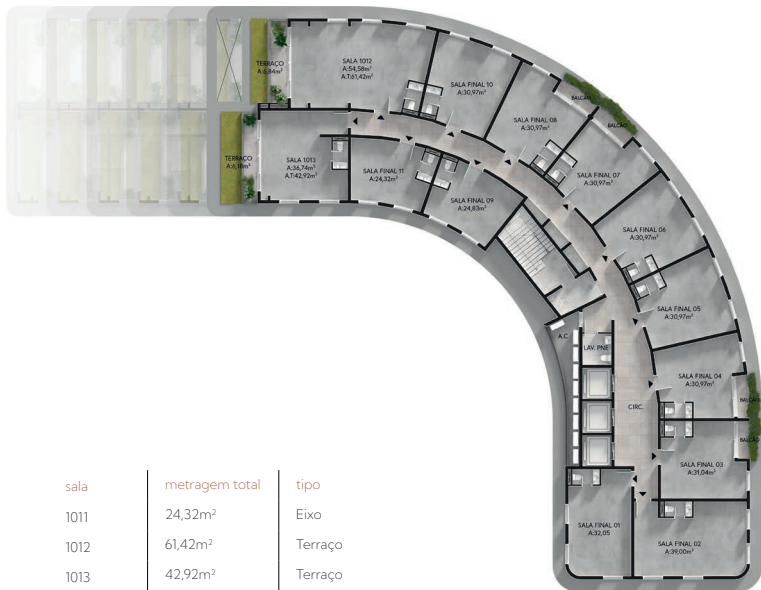 SALA 1012
A:54,58m²
A.T:61,42m²
TERRAÇO
A:6,84m²
SALA FINAL 10
A:30,97m²
SALA FINAL 08
A:30,97m²
BALCÃO
BALCÃO
TERRAÇO
A:6,18m²
SALA 1013
A:36,74m²
A.T:42,92m²
SALA FINAL 11
A:24,32m²
SALA FINAL 09
A:24,83m²
SALA FINAL 07
A:30,97m²
SALA FINAL 06
A:30,97m²
SALA FINAL 05
A:30,97m²
A.C
LAV. PNE
SALA FINAL 04
A:30,97m²
CIRC.
BALCÃO
BALCÃO
SALA FINAL 03
A:31,04m²
SALA FINAL 01
A:32,05
SALA FINAL 02
A:39,00m²
sala metragem total tipo
1011 24,32m² Eixo
1012 61,42m² Terraço
1013 42,92m² Terraço